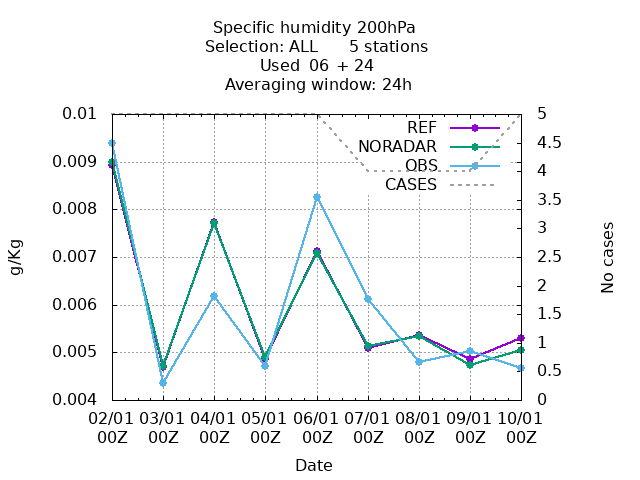 Specific humidity 200hPa
Selection: ALL 5 stations
Used 06 + 24
Averaging window: 24h
g/Kg
0.01
0.009
0.008
0.007
0.006
0.005
0.004
REF
NORADAR
OBS
CASES
5
4.5
4
3.5
3
2.5
2
1.5
1
0.5
0
No cases
02/01 03/01 04/01 05/01 06/01 07/01 08/01 09/01 10/01
00Z 00Z 00Z 00Z 00Z 00Z 00Z 00Z 00Z
Date